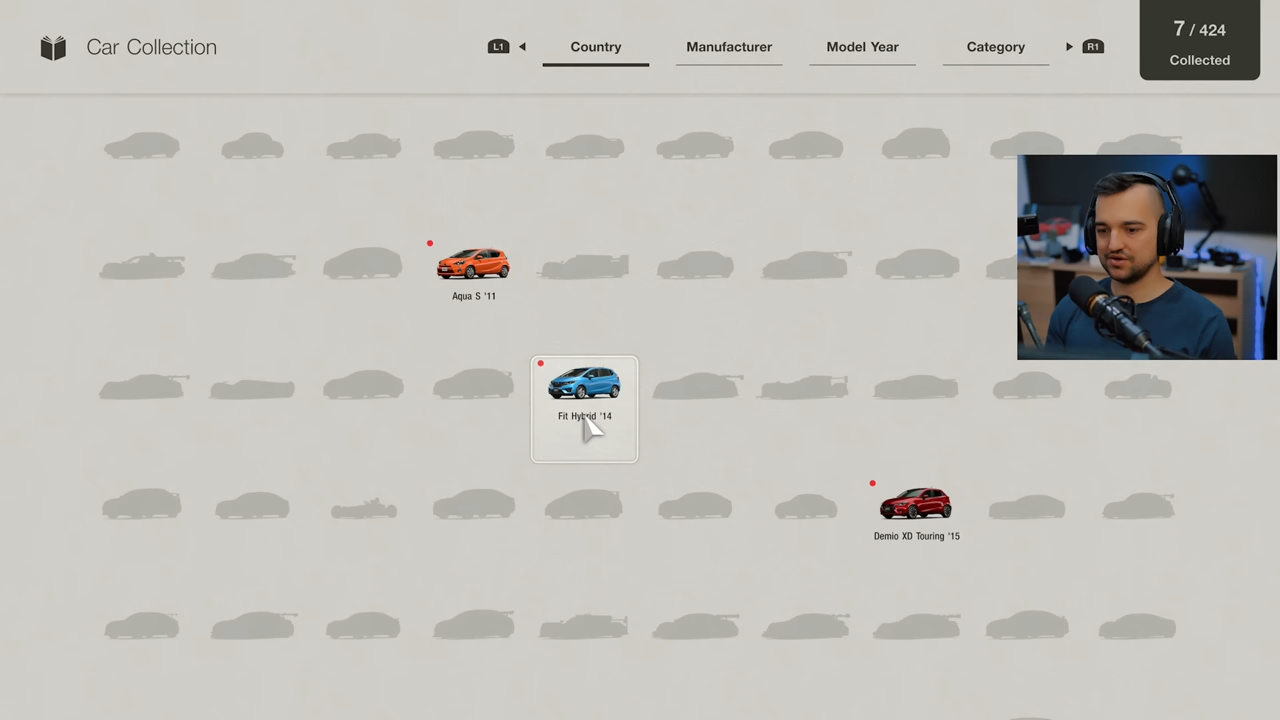 Car Collection
L1
Country
Manufacturer
Model Year
Category
R1
7 / 424
Collected
Aqua S '11
Fit Hybrid '14
Demio XD Touring '15